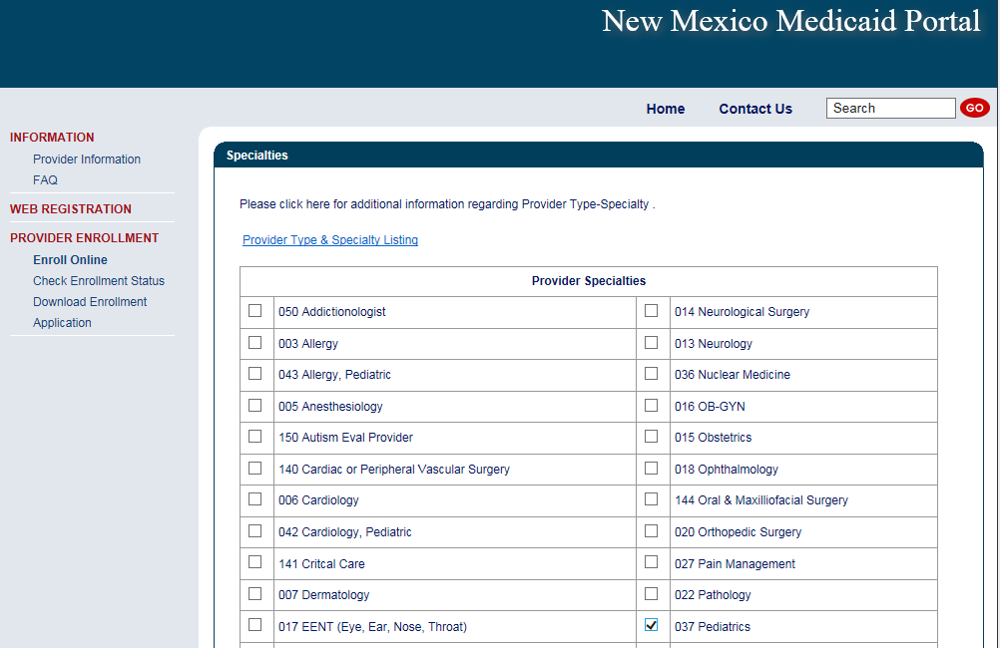 New Mexico Medicaid Portal
Home Contact Us Search GO
INFORMATION
Provider Information
FAQ
WEB REGISTRATION
PROVIDER ENROLLMENT
Enroll Online
Check Enrollment Status
Download Enrollment
Application
Specialties
Please click here for additional information regarding Provider Type-Specialty .
Provider Type & Specialty Listing
Provider Specialties
050 Addictionologist 014 Neurological Surgery
003 Allergy 013 Neurology
043 Allergy, Pediatric 036 Nuclear Medicine
005 Anesthesiology 016 OB-GYN
150 Autism Eval Provider 015 Obstetrics
140 Cardiac or Peripheral Vascular Surgery 018 Ophthalmology
006 Cardiology 144 Oral & Maxilliofacial Surgery
042 Cardiology, Pediatric 020 Orthopedic Surgery
141 Critcal Care 027 Pain Management
007 Dermatology 022 Pathology
017 EENT (Eye, Ear, Nose, Throat) 037 Pediatrics